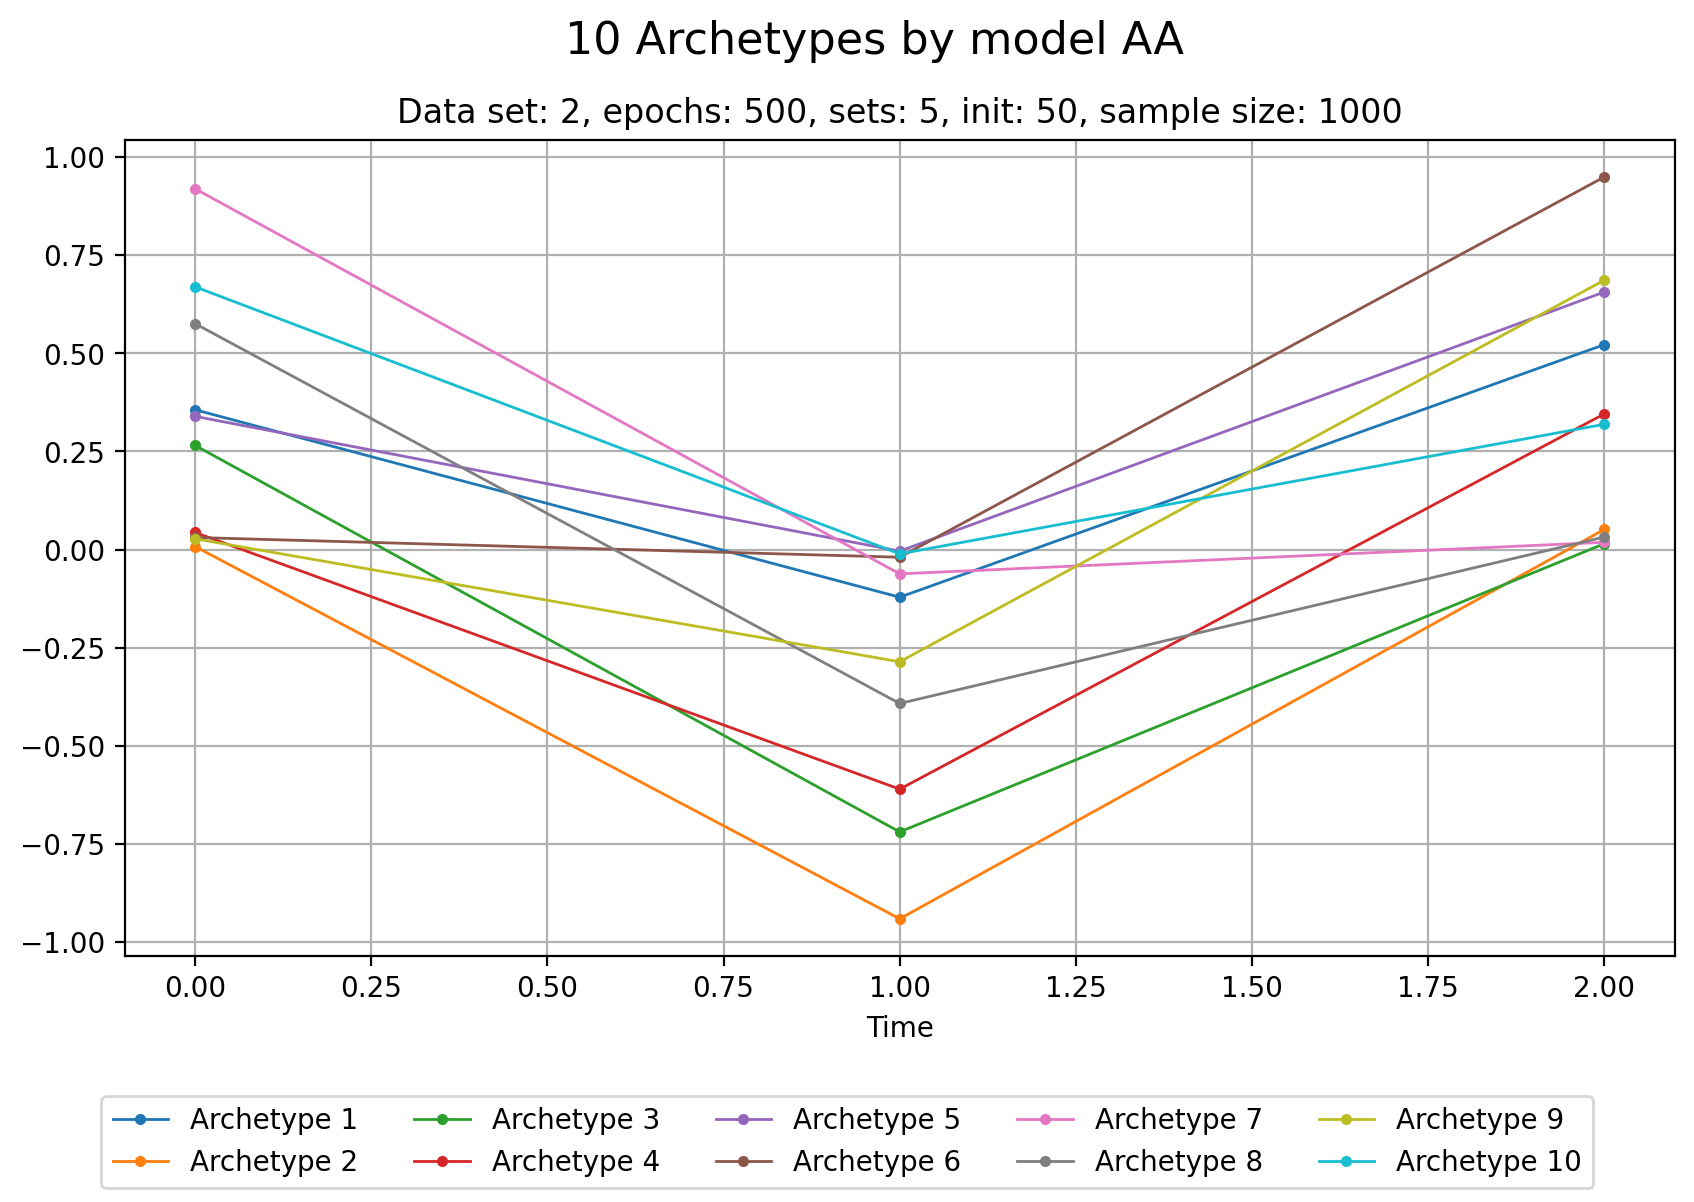 10 Archetypes by model AA
Data set: 2, epochs: 500, sets: 5, init: 50, sample size: 1000
1.00
0.75
0.50
0.25
0.00
−0.25
−0.50
−0.75
−1.00
0.00 0.25 0.50 0.75 1.00 1.25 1.50 1.75 2.00
Time
Archetype 1 Archetype 3 Archetype 5 Archetype 7 Archetype 9
Archetype 2 Archetype 4 Archetype 6 Archetype 8 Archetype 10